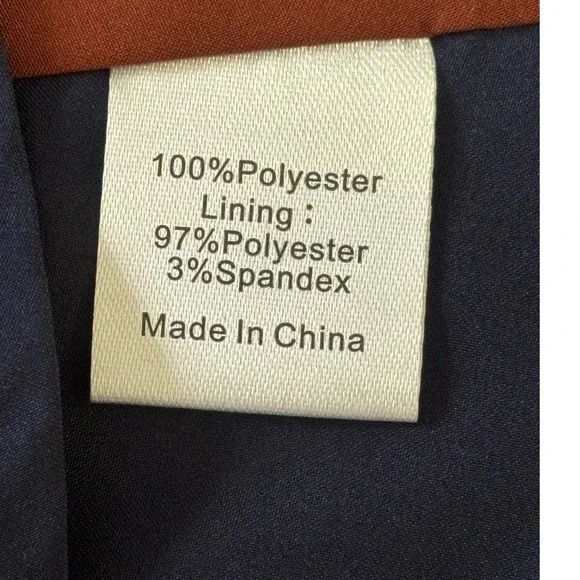 100%Polyester
Lining :
97%Polyester
3%Spandex
Made In China